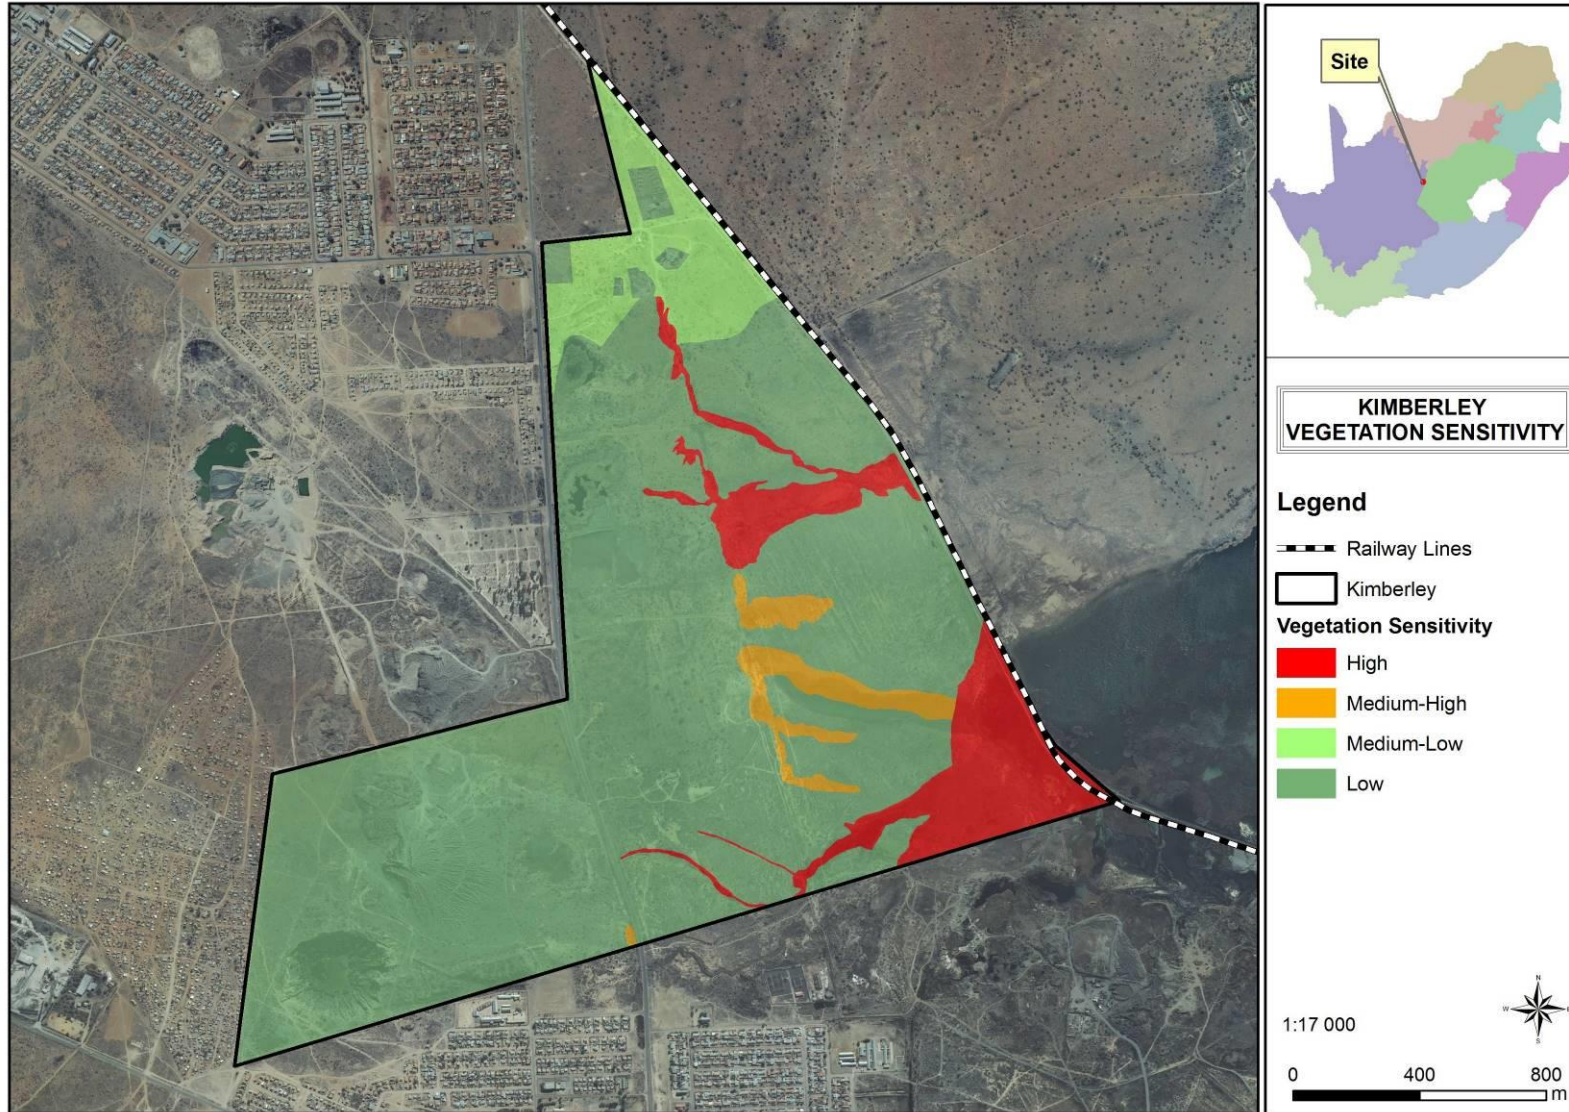 Site
KIMBERLEY
VEGETATION SENSITIVITY
Legend
Railway Lines
Kimberley
Vegetation Sensitivity
High
Medium-High
Medium-Low
Low
N
W
E
S
1:17 000
0 400 800
m